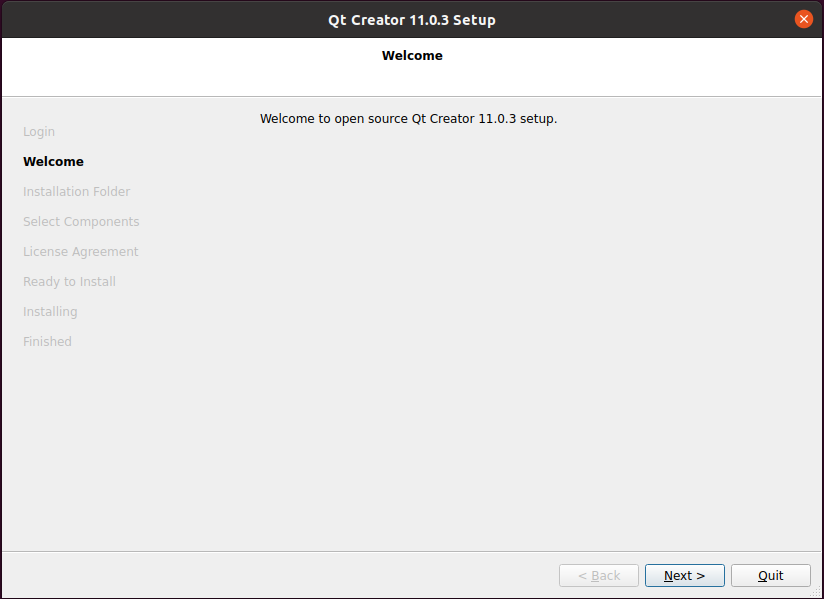 Qt Creator 11.0.3 Setup
Welcome
Welcome to open source Qt Creator 11.0.3 setup.
Login
Welcome
Installation Folder
Select Components
License Agreement
Ready to Install
Installing
Finished
< Back
Next >
Quit